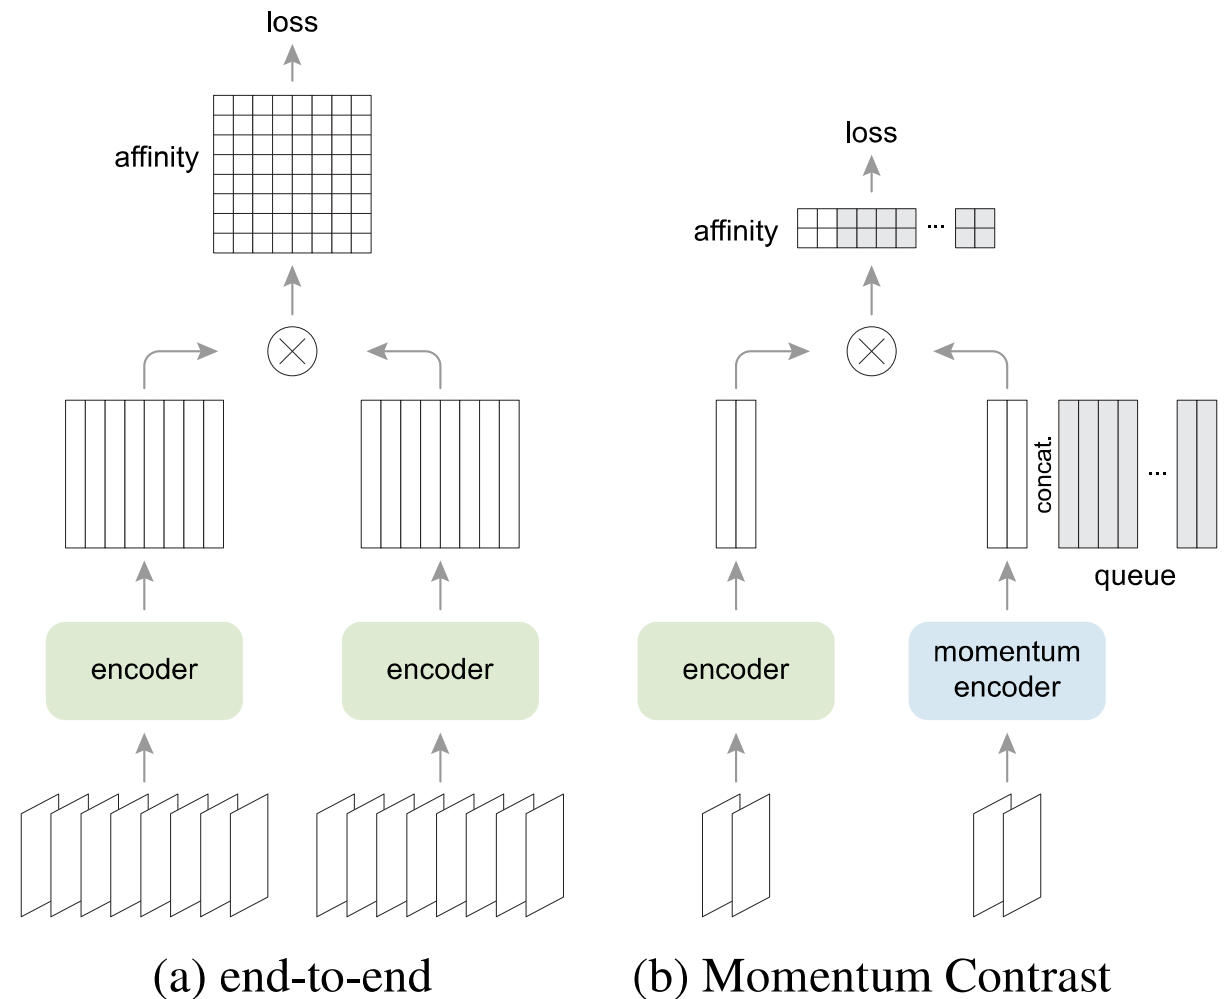 loss
affinity
encoder
encoder
(a) end-to-end
loss
affinity
...
concat.
...
queue
encoder
momentum
encoder
(b) Momentum Contrast